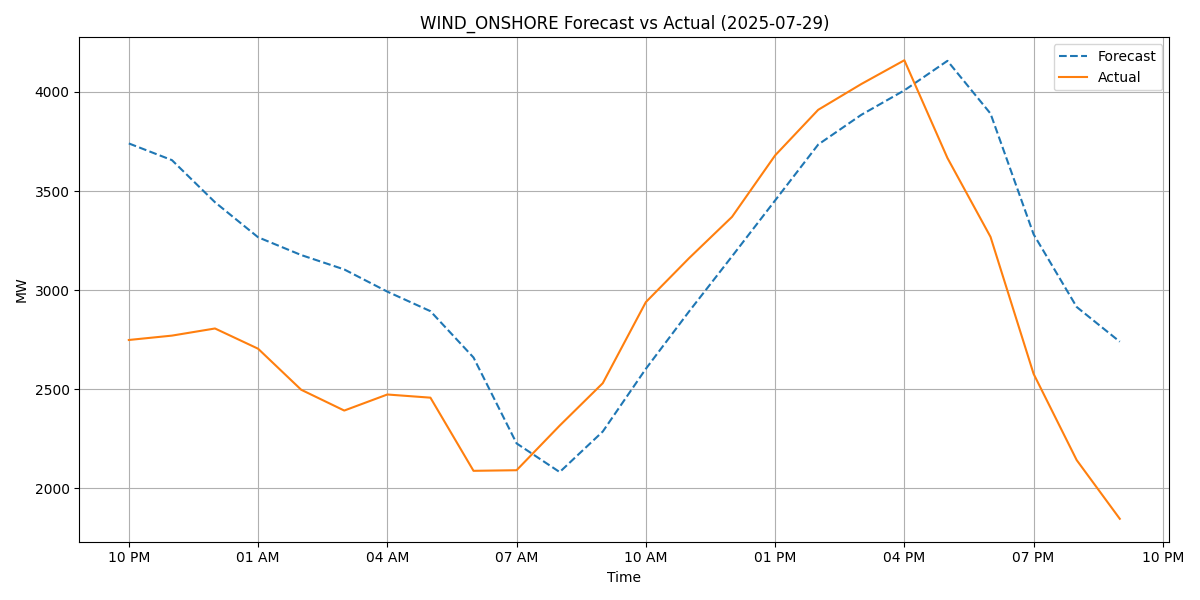 WIND_ONSHORE Forecast vs Actual (2025-07-29)
Forecast
Actual
4000
3500
3000
2500
2000
MW
10 PM 01 AM 04 AM 07 AM 10 AM 01 PM 04 PM 07 PM 10 PM
Time